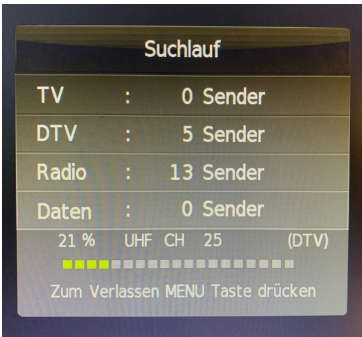 Suchlauf
TV : 0 Sender
DTV : 5 Sender
Radio : 13 Sender
Daten : 0 Sender
21 % UHF CH 25 (DTV)
Zum Verlassen MENU Taste drücken